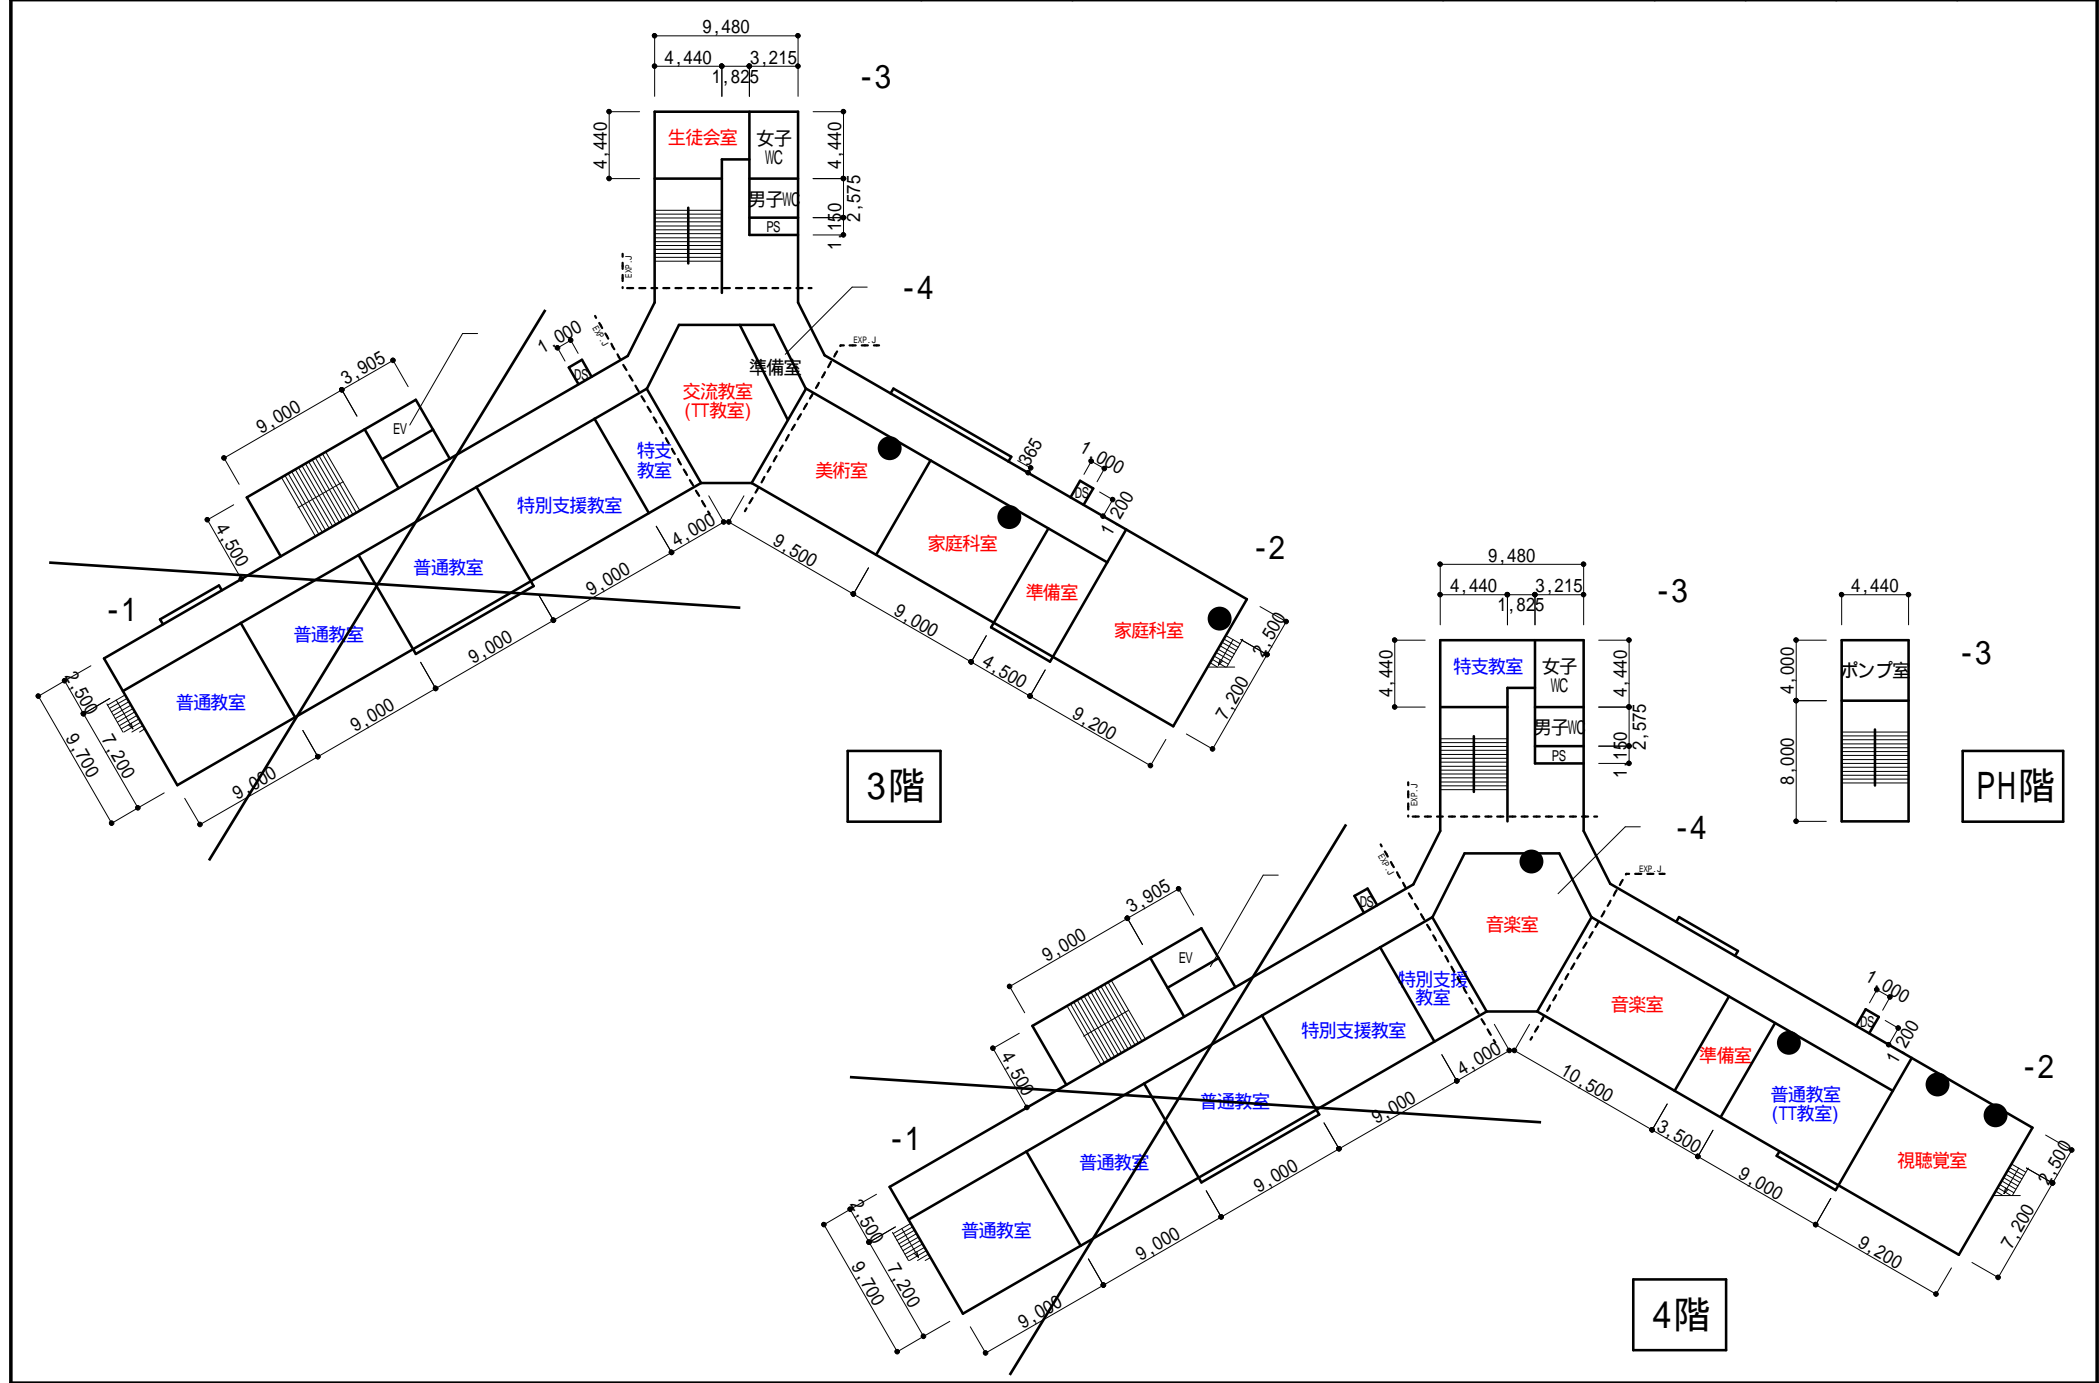 9,480
4,440
3,215
1,825
-3
4,440
生徒会室
女子
WC
4,440
男子WC
2,575
PS
1,150
EXP.J
-4
EXP.J
1,000
DS
準備室
EXP.J
3,905
9,000
EV
交流教室
(TT教室)
特支
教室
美術室
365
1,000
DS
1,200
特別支援教室
4,500
4,000
普通教室
9,500
家庭科室
-2
9,000
準備室
-1
普通教室
9,000
9,000
家庭科室
2,500
4,500
2,500
普通教室
9,000
7,200
9,200
9,700
7,200
9,000
3階
9,480
4,440
3,215
1,825
-3
4,440
特支教室
女子
WC
4,440
男子WC
2,575
PS
1,150
EXP.J
4,440
4,000
ポンプ室
-3
8,000
PH階
-4
EXP.J
EXP.J
3,905
DS
9,000
EV
音楽室
特別支援
教室
音楽室
1,000
DS
1,200
特別支援教室
準備室
4,500
4,000
-2
普通教室
10,500
普通教室
(TT教室)
9,000
3,500
-1
普通教室
9,000
視聴覚室
2,500
9,000
2,500
普通教室
9,000
7,200
9,200
9,700
7,200
9,000
4階